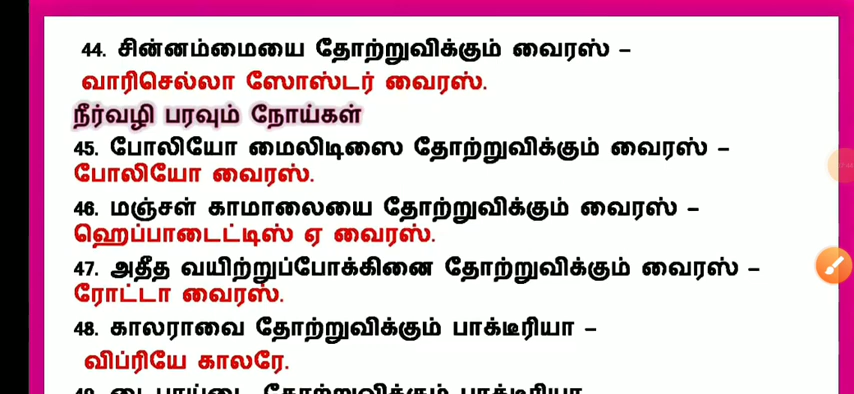 44. சின்னம்மையை தோற்றுவிக்கும் வைரஸ் –
வாரிசெல்லா ஸோஸ்டர் வைரஸ்.
நீர்வழி பரவும் நோய்கள்
45. போலியோ மைலிடிஸை தோற்றுவிக்கும் வைரஸ் –
போலியோ வைரஸ்.
46. மஞ்சள் காமாலையை தோற்றுவிக்கும் வைரஸ் –
ஹெப்பாடைட்டிஸ் ஏ வைரஸ்.
47. அதீத வயிற்றுப்போக்கினை தோற்றுவிக்கும் வைரஸ் –
ரோட்டா வைரஸ்.
48. காலராவை தோற்றுவிக்கும் பாக்டீரியா –
விப்ரியே காலரே.